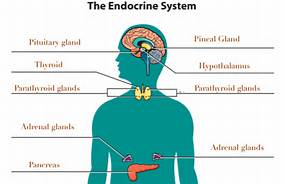 The Endocrine System
Pituitary gland
Pineal Gland
Thyroid
Hypothalamus
Parathyroid glands
Parathyroid glands
Adrenal glands
Adrenal glands
Pancreas